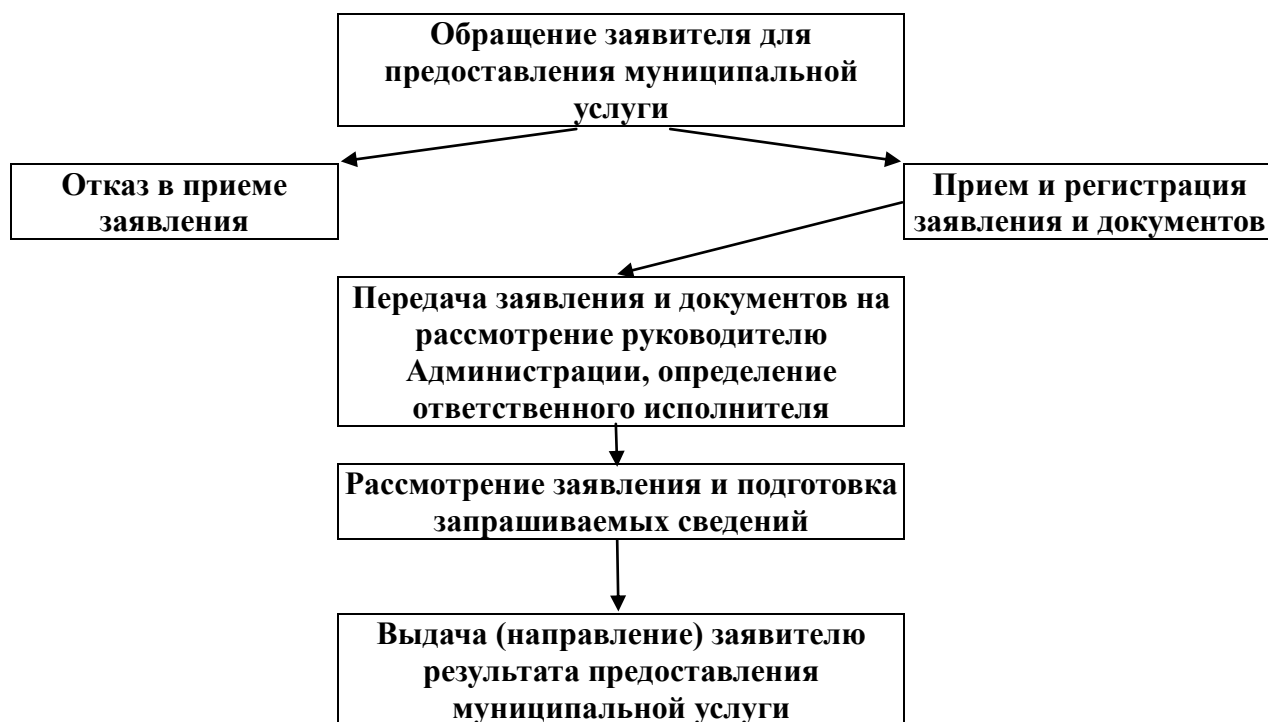 Обращение заявителя для
предоставления муниципальной
услуги
Отказ в приеме
заявления
Прием и регистрация
заявления и документов
Передача заявления и документов на
рассмотрение руководителю
Администрации, определение
ответственного исполнителя
Рассмотрение заявления и подготовка
запрашиваемых сведений
Выдача (направление) заявителю
результата предоставления
муниципальной услуги